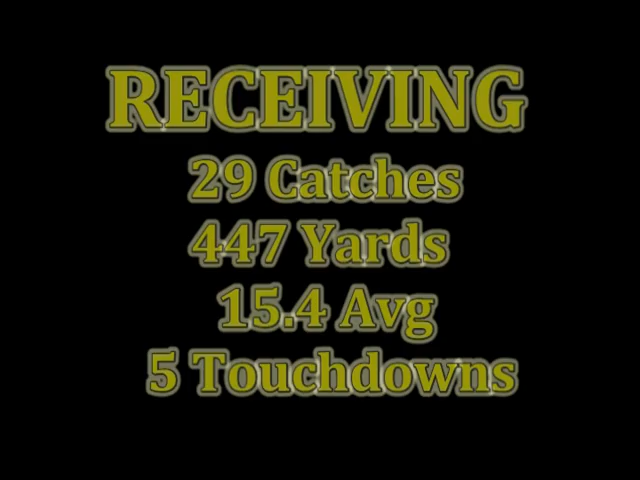 RECEIVING
29 Catches
447 Yards
15.4 Avg
5 Touchdowns